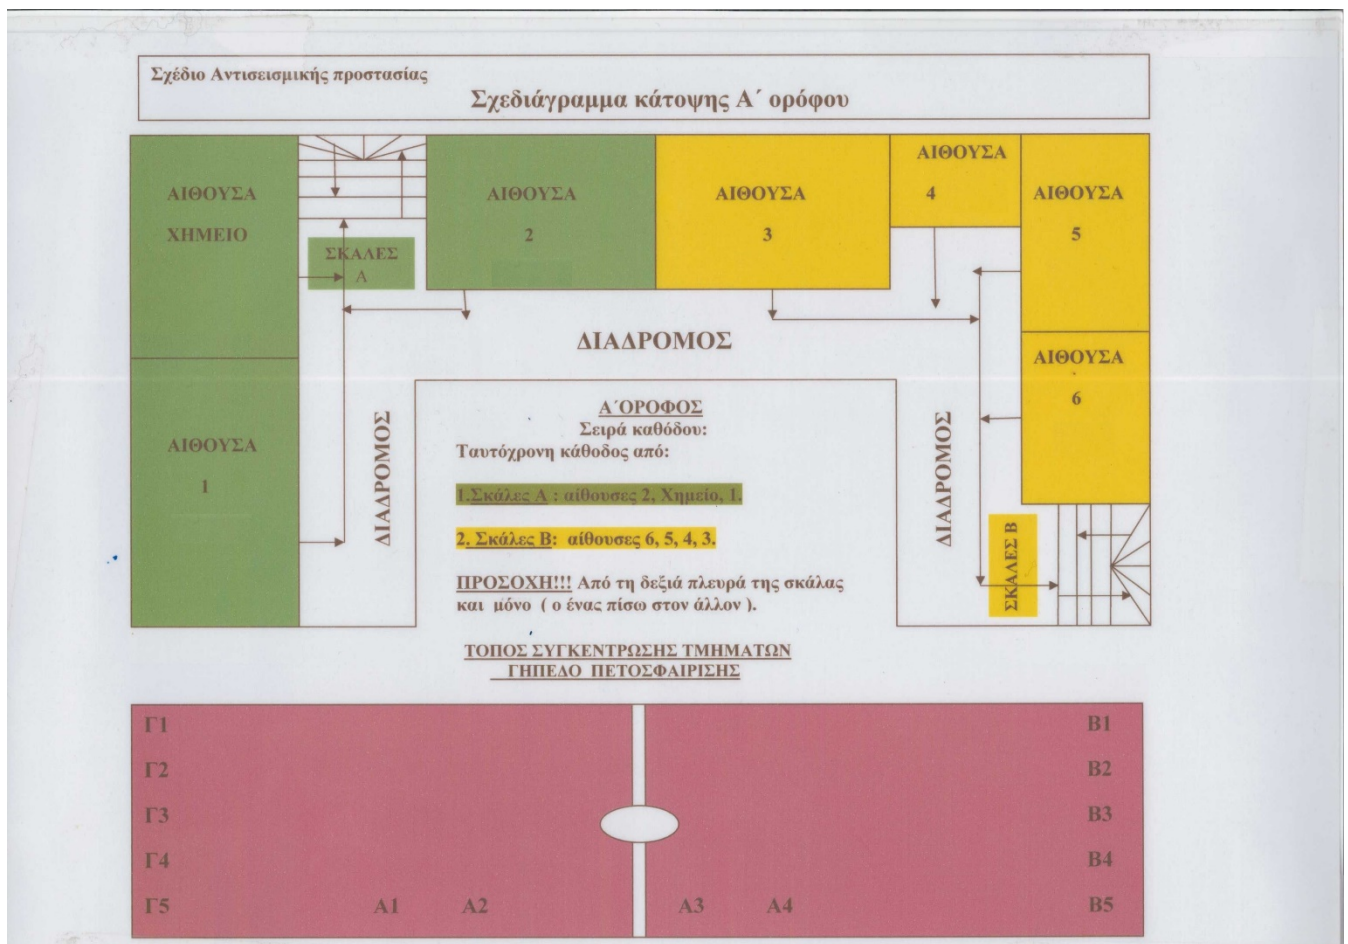 Σχέδιο Αντισεισμικής προστασίας
Σχεδιάγραμμα κάτοψης Α΄ ορόφου
ΑΙΘΟΥΣΑ
ΧΗΜΕΙΟ
ΣΚΑΛΕΣ
Α
ΑΙΘΟΥΣΑ
2
ΑΙΘΟΥΣΑ
3
ΑΙΘΟΥΣΑ
4
ΑΙΘΟΥΣΑ
5
ΔΙΑΔΡΟΜΟΣ
ΑΙΘΟΥΣΑ
6
ΑΙΘΟΥΣΑ
1
ΔΙΑΔΡΟΜΟΣ
Α΄ΟΡΟΦΟΣ
Σειρά καθόδου:
Ταυτόχρονη κάθοδος από:
1.Σκάλες Α : αίθουσες 2, Χημείο, 1.
2. Σκάλες Β: αίθουσες 6, 5, 4, 3.
ΠΡΟΣΟΧΗ!!! Από τη δεξιά πλευρά της σκάλας
και μόνο ( ο ένας πίσω στον άλλον ).
ΔΙΑΔΡΟΜΟΣ
ΣΚΑΛΕΣ Β
ΤΟΠΟΣ ΣΥΓΚΕΝΤΡΩΣΗΣ ΤΜΗΜΑΤΩΝ
ΓΗΠΕΔΟ ΠΕΤΟΣΦΑΙΡΙΣΗΣ
Γ1 Β1
Γ2 Β2
Γ3 Β3
Γ4 Β4
Γ5 Α1 Α2 Α3 Α4 Β5